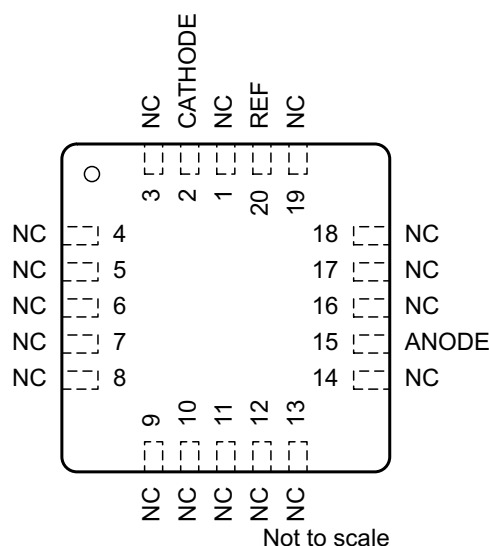 NC CATHODE NC REF NC
3 2 1 20 19
NC 4 18 NC
NC 5 17 NC
NC 6 16 NC
NC 7 15 ANODE
NC 8 14 NC
9 10 11 12 13
NC NC NC NC NC
Not to scale